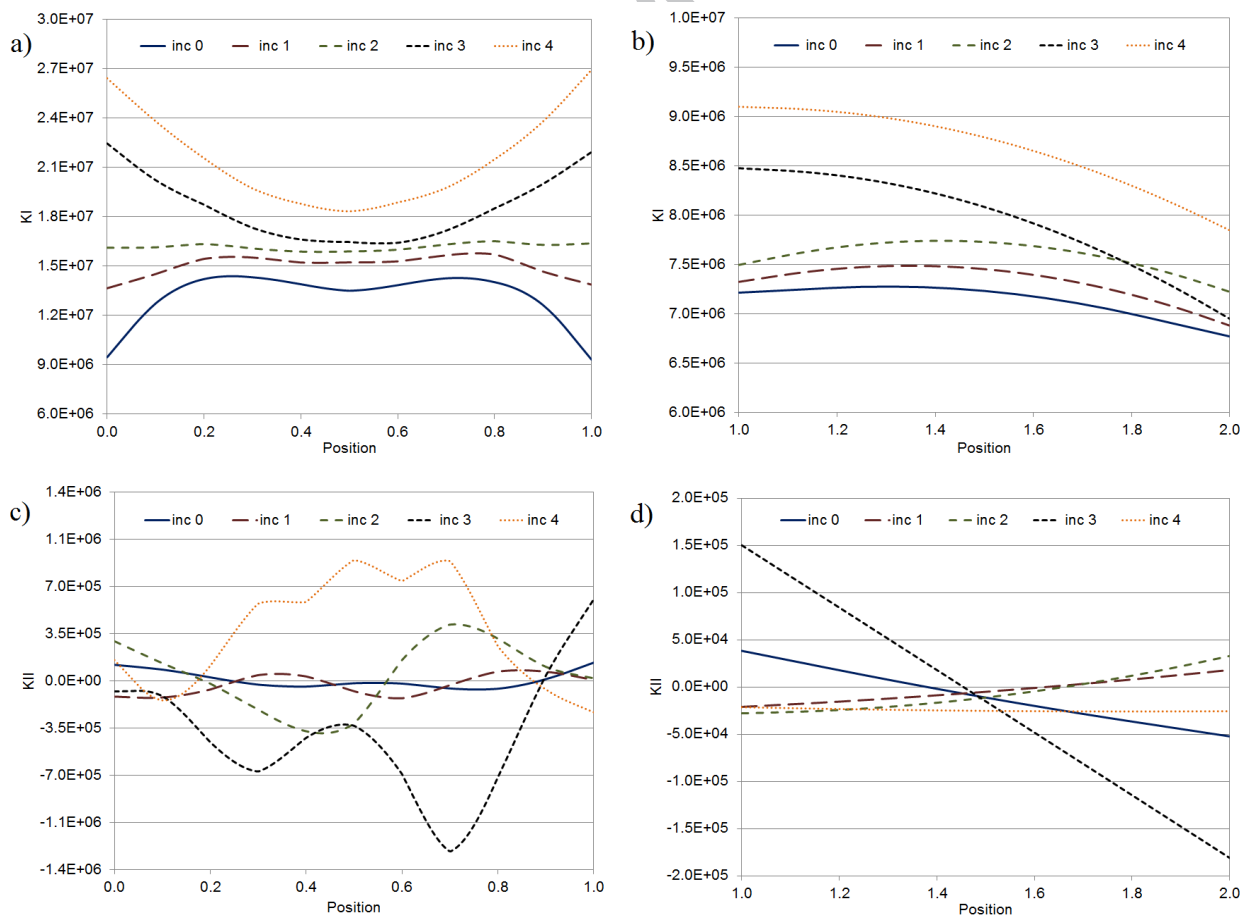 a)
inc 0 inc 1 inc 2 inc 3 inc 4
KI
3.0E+07
2.7E+07
2.4E+07
2.1E+07
1.8E+07
1.5E+07
1.2E+07
9.0E+06
6.0E+06
0.0 0.2 0.4 0.6 0.8 1.0
Position
b)
inc 0 inc 1 inc 2 inc 3 inc 4
KI
1.0E+07
9.5E+06
9.0E+06
8.5E+06
8.0E+06
7.5E+06
7.0E+06
6.5E+06
6.0E+06
1.0 1.2 1.4 1.6 1.8 2.0
Position
c)
inc 0 inc 1 inc 2 inc 3 inc 4
KII
1.4E+06
1.1E+06
7.0E+05
3.5E+05
0.0E+00
-3.5E+05
-7.0E+05
-1.1E+06
-1.4E+06
0.0 0.2 0.4 0.6 0.8 1.0
Position
d)
inc 0 inc 1 inc 2 inc 3 inc 4
KII
2.0E+05
1.5E+05
1.0E+05
5.0E+04
0.0E+00
-5.0E+04
-1.0E+05
-1.5E+05
-2.0E+05
1.0 1.2 1.4 1.6 1.8 2.0
Position